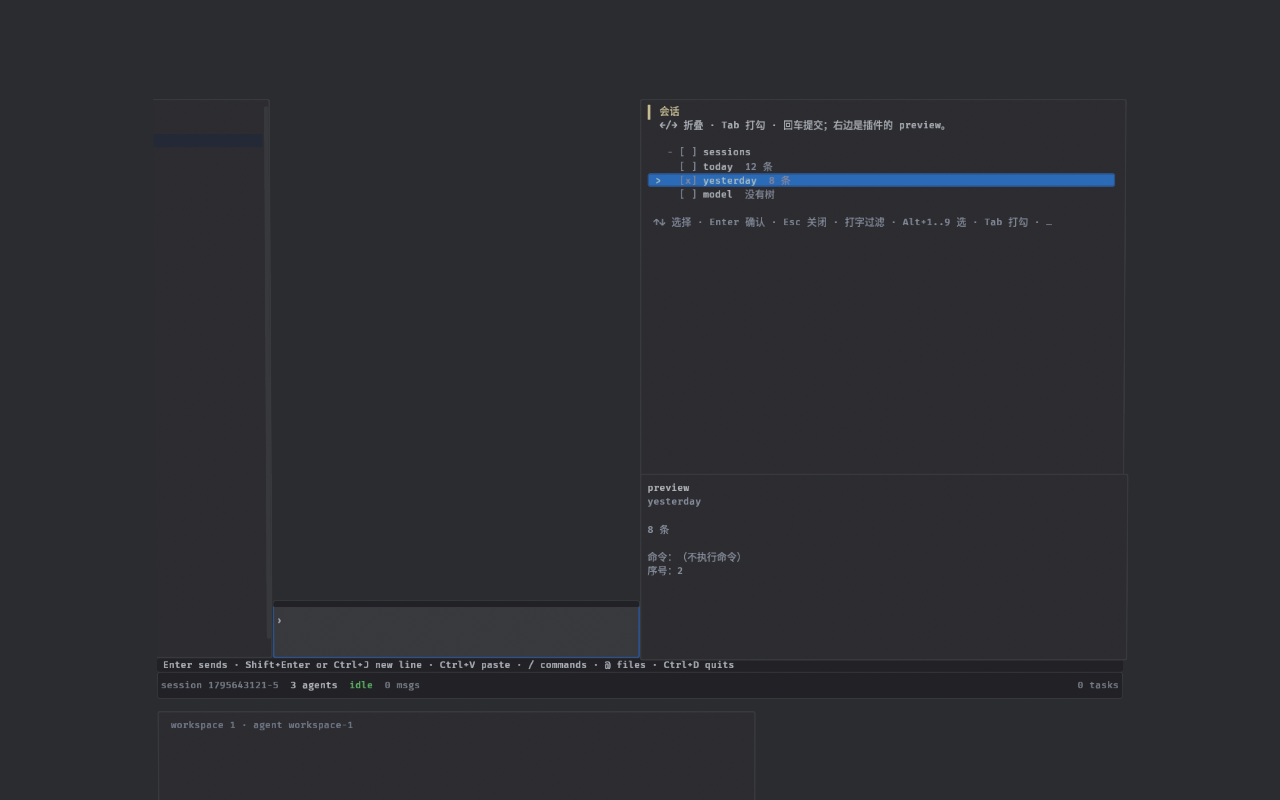 会话
←/→ 折叠 · Tab 打勾 · 回车提交; 右边是插件的 preview。
- [ ] sessions
[ ] today 12 条
> [x] yesterday 8 条
[ ] model 没有树
↑↓ 选择 · Enter 确认 · Esc 关闭 · 打字过滤 · Alt+1..9 选 · Tab 打勾 · …
preview
yesterday
8 条
命令: (不执行命令)
序号: 2
›
Enter sends · Shift+Enter or Ctrl+J new line · Ctrl+V paste · / commands · @ files · Ctrl+D quits
session 1795643121-5 3 agents idle 0 msgs 0 tasks
workspace 1 · agent workspace-1